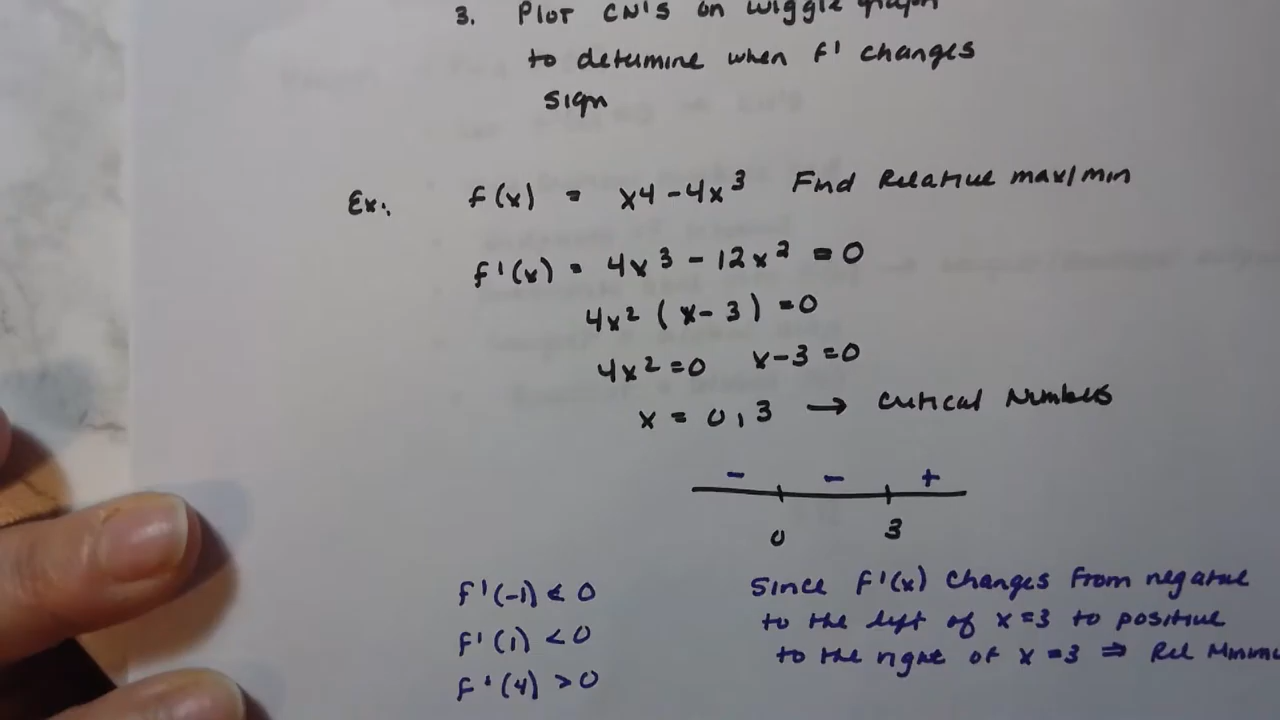 3. Plot CN's on wiggle graph
to determine when f' changes
sign
Ex: f(x) = x4 - 4x³ Find Relative max/min
f'(x) = 4x³ - 12x² = 0
4x² (x - 3) = 0
4x² = 0 x - 3 = 0
x = 0, 3 → Critical Numbers
- - +
0 3
f'(-1) < 0
f'(1) < 0
f'(4) > 0
Since f'(x) changes from negative
to the left of x = 3 to positive
to the right of x = 3 ⇒ Rel